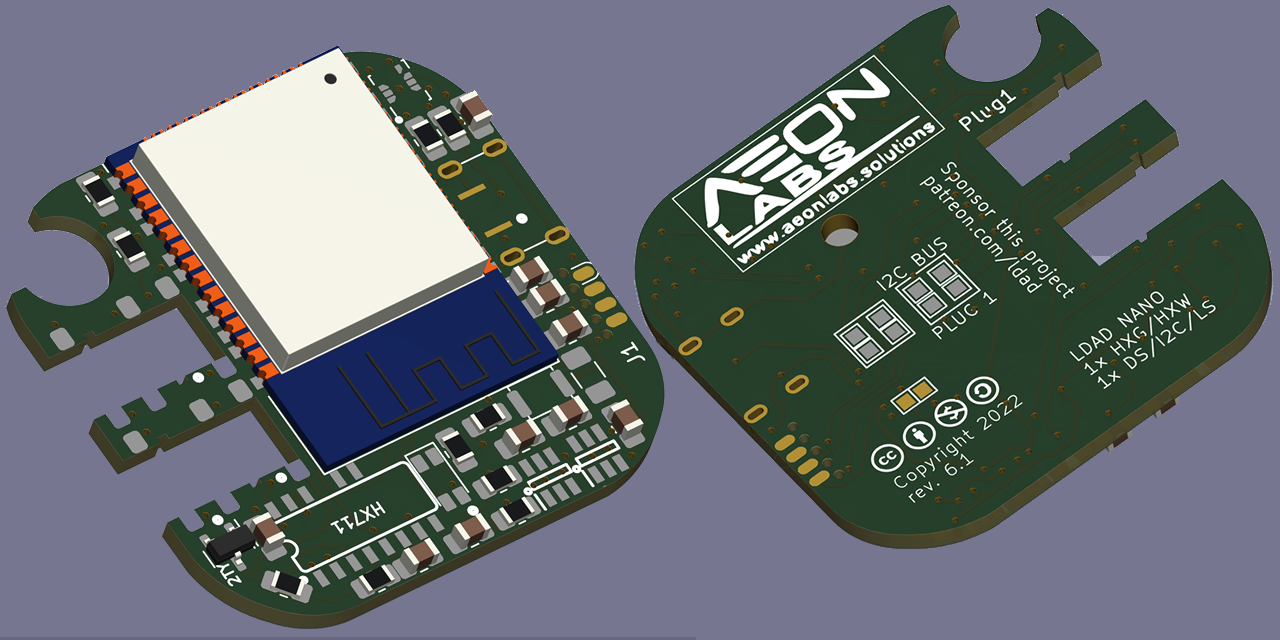 HX711
J1
AEON
LABS
www.aeonlabs.solutions
Plug1
Sponsor this project
patreon.com/ldad
I2C BUS
PLUG 1
LDAD NANO
1x HXG/HXW
1x DS/I2C/LS
cc
Copyright 2022
rev. 6.1